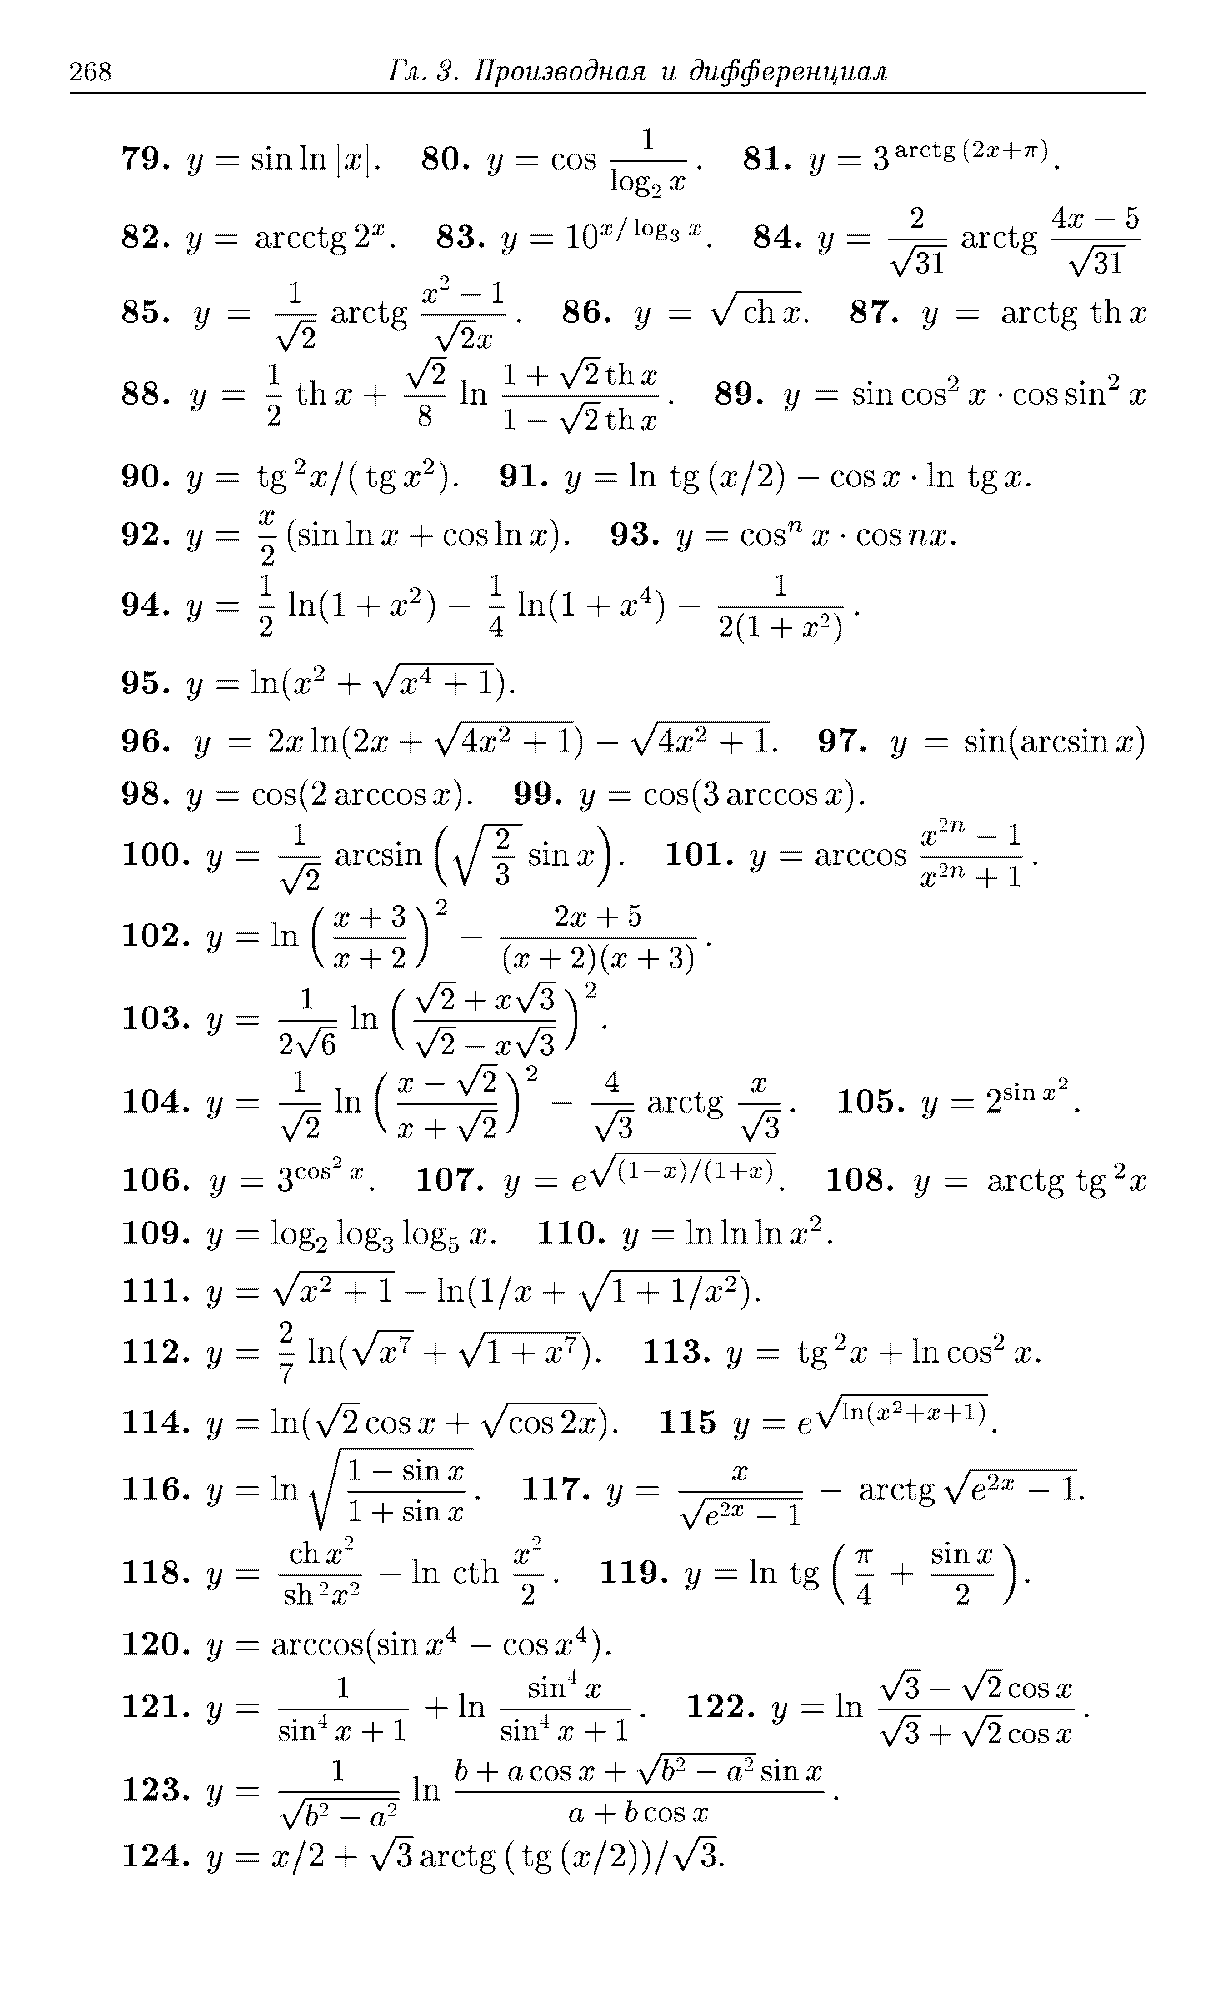 268 Гл. 3. Производная и дифференциал
79. y = sin ln |x|. 80. y = cos 1/(log₂ x). 81. y = 3^(arctg (2x+π)).
82. y = arcctg 2^x. 83. y = 10^(x/log₃ x). 84. y = 2/√31 arctg (4x − 5)/√31
85. y = 1/√2 arctg (x² − 1)/(√2x). 86. y = √(ch x). 87. y = arctg th x
88. y = 1/2 th x + √2/8 ln (1 + √2 th x)/(1 − √2 th x). 89. y = sin cos² x · cos sin² x
90. y = tg²x/( tg x²). 91. y = ln tg (x/2) − cos x · ln tg x.
92. y = x/2 (sin ln x + cos ln x). 93. y = cosⁿ x · cos nx.
94. y = 1/2 ln(1 + x²) − 1/4 ln(1 + x⁴) − 1/(2(1 + x²)).
95. y = ln(x² + √(x⁴ + 1)).
96. y = 2x ln(2x + √(4x² + 1)) − √(4x² + 1). 97. y = sin(arcsin x)
98. y = cos(2 arccos x). 99. y = cos(3 arccos x).
100. y = 1/√2 arcsin (√(2/3) sin x). 101. y = arccos (x²ⁿ − 1)/(x²ⁿ + 1).
102. y = ln ((x + 3)/(x + 2))² − (2x + 5)/((x + 2)(x + 3)).
103. y = 1/(2√6) ln ((√2 + x√3)/(√2 − x√3))².
104. y = 1/√2 ln ((x − √2)/(x + √2))² − 4/√3 arctg x/√3. 105. y = 2^(sin x²).
106. y = 3^(cos² x). 107. y = e^(√((1−x)/(1+x))). 108. y = arctg tg²x
109. y = log₂ log₃ log₅ x. 110. y = ln ln ln x².
111. y = √(x² + 1) − ln(1/x + √(1 + 1/x²)).
112. y = 2/7 ln(√(x⁷) + √(1 + x⁷)). 113. y = tg²x + ln cos² x.
114. y = ln(√2 cos x + √(cos 2x)). 115 y = e^(√(ln(x²+x+1))).
116. y = ln √((1 − sin x)/(1 + sin x)). 117. y = x/√(e²ˣ − 1) − arctg √(e²ˣ − 1).
118. y = ch x²/sh²x² − ln cth x²/2. 119. y = ln tg (π/4 + sin x/2).
120. y = arccos(sin x⁴ − cos x⁴).
121. y = 1/(sin⁴ x + 1) + ln sin⁴ x/(sin⁴ x + 1). 122. y = ln (√3 − √2 cos x)/(√3 + √2 cos x).
123. y = 1/√(b² − a²) ln (b + a cos x + √(b² − a²) sin x)/(a + b cos x).
124. y = x/2 + √3 arctg ( tg (x/2))/√3.